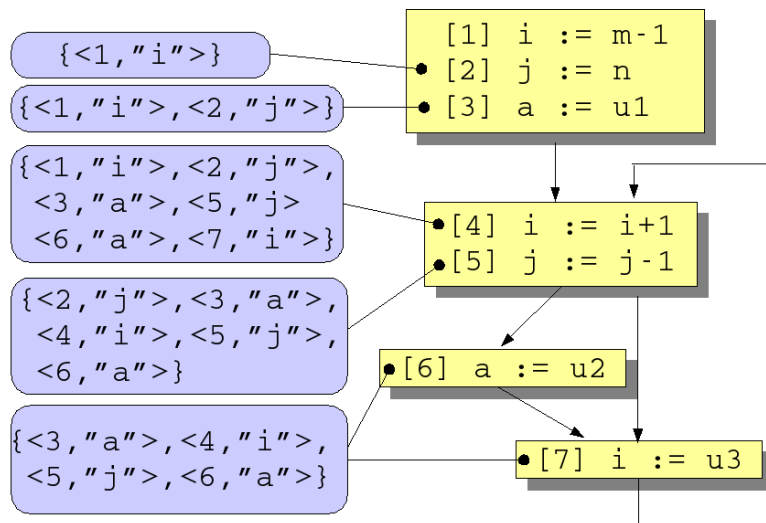 {<1,"i">}
{<1,"i">,<2,"j">}
{<1,"i">,<2,"j">,
<3,"a">,<5,"j>
<6,"a">,<7,"i">}
{<2,"j">,<3,"a">,
<4,"i">,<5,"j">,
<6,"a">}
{<3,"a">,<4,"i">,
<5,"j">,<6,"a">}
[1] i := m-1
[2] j := n
[3] a := u1
[4] i := i+1
[5] j := j-1
[6] a := u2
[7] i := u3